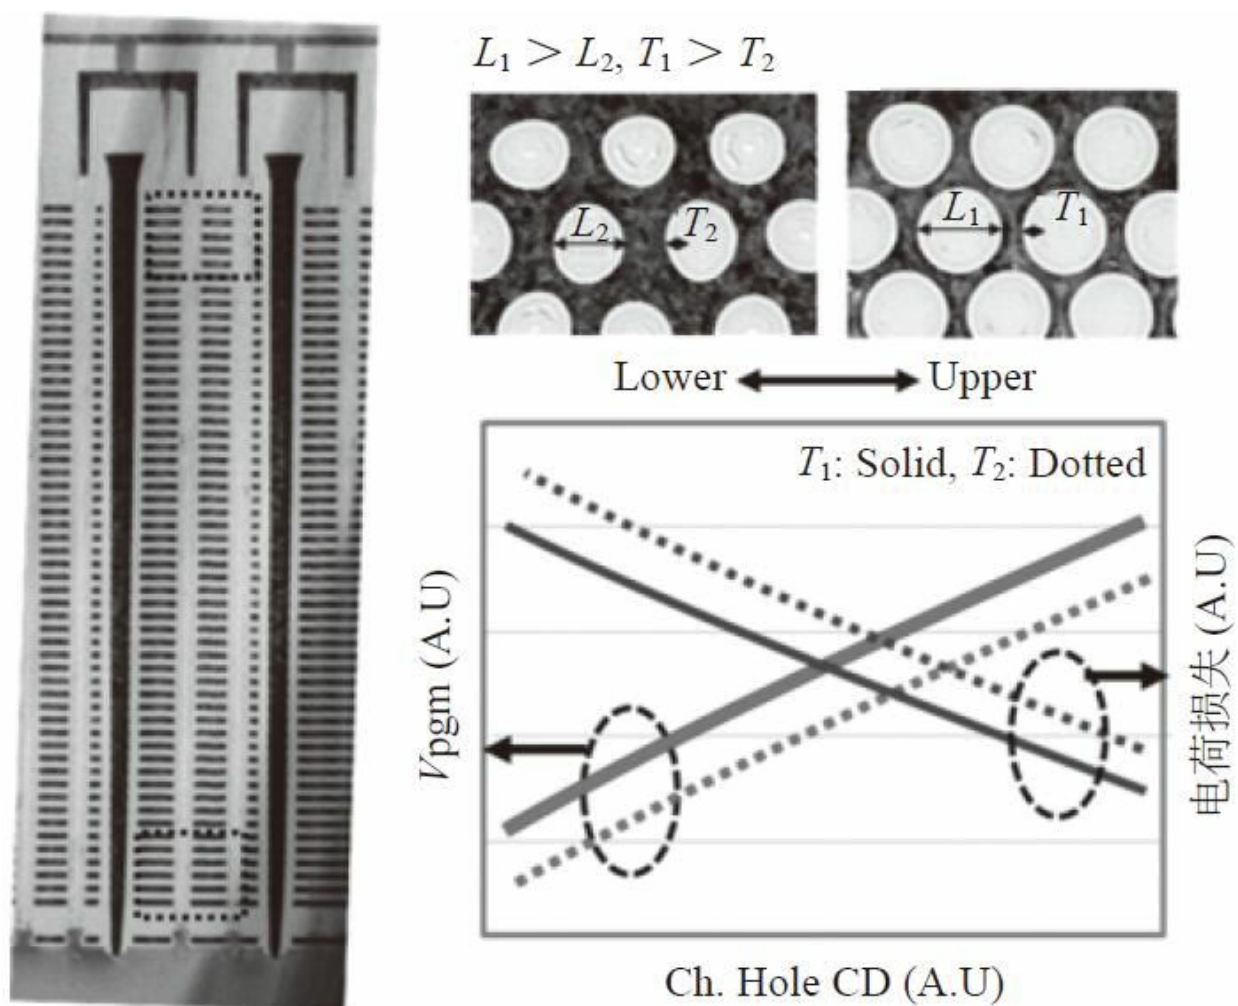 L₁ > L₂, T₁ > T₂
L₂
T₂
L₁
T₁
Lower
Upper
T₁: Solid, T₂: Dotted
Vpgm (A.U)
电荷损失 (A.U)
Ch. Hole CD (A.U)